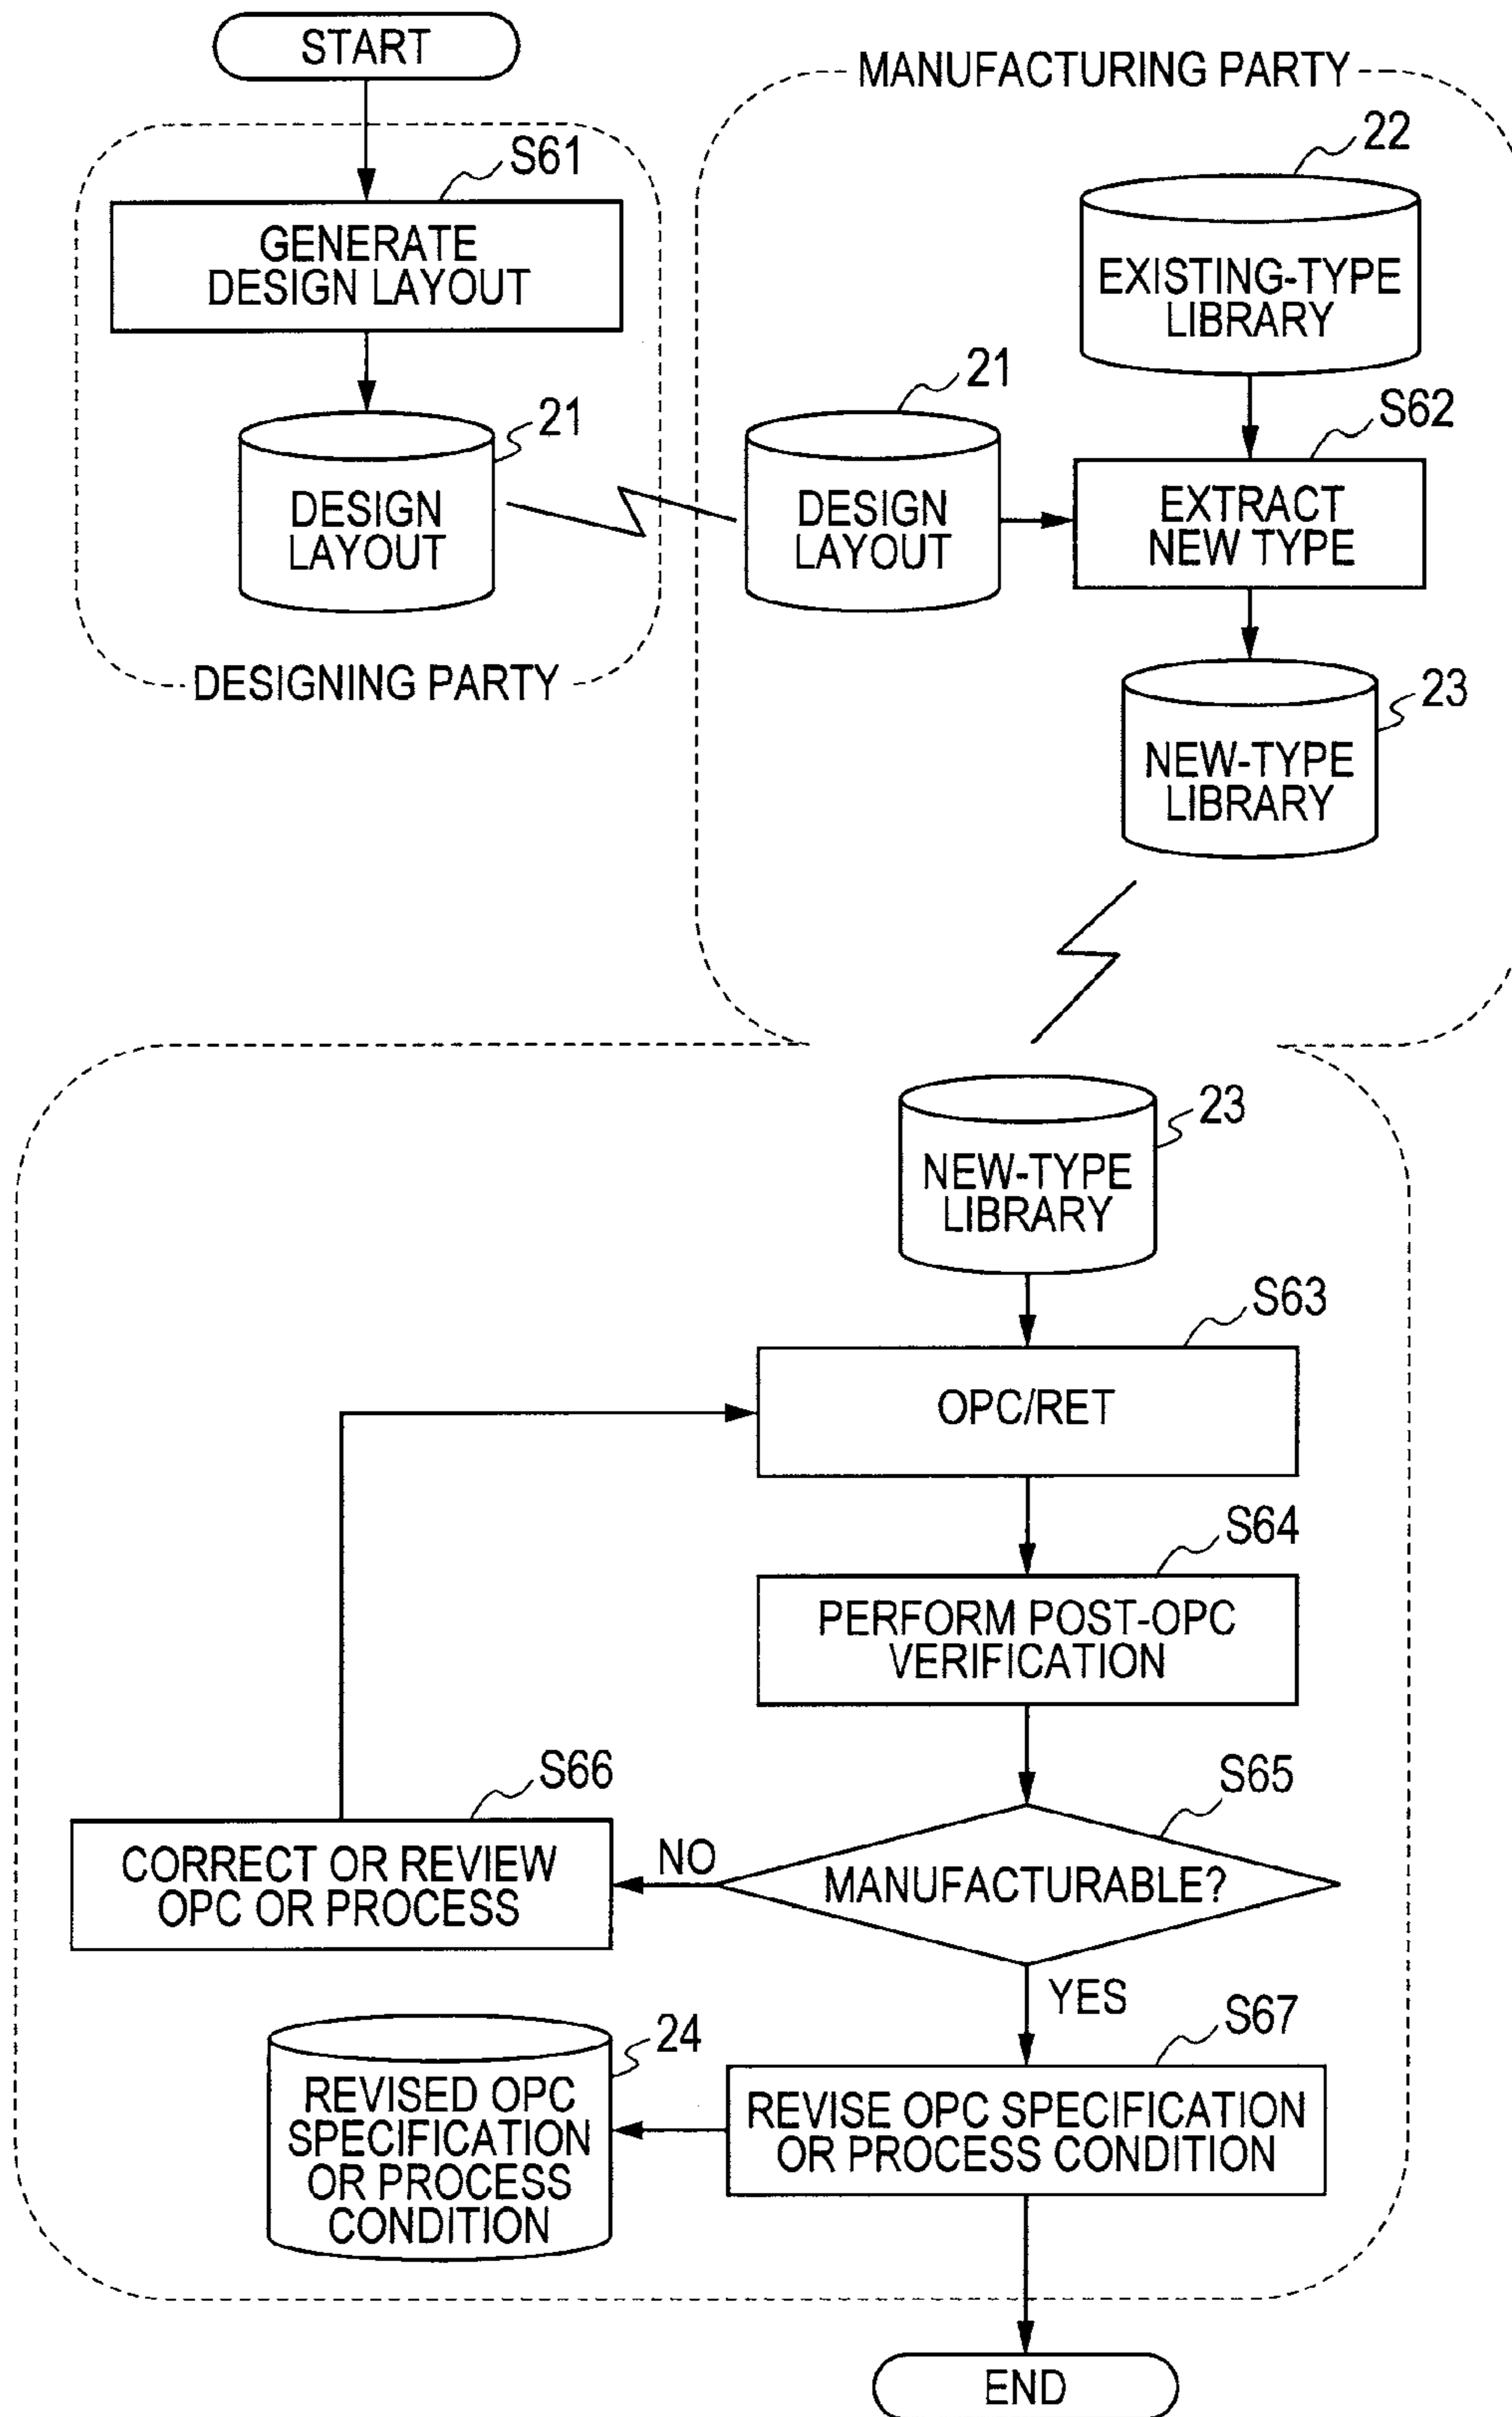 START
MANUFACTURING PARTY
S61
GENERATE
DESIGN LAYOUT
22
EXISTING-TYPE
LIBRARY
21
DESIGN
LAYOUT
21
DESIGN
LAYOUT
S62
EXTRACT
NEW TYPE
DESIGNING PARTY
23
NEW-TYPE
LIBRARY
23
NEW-TYPE
LIBRARY
S63
OPC/RET
S64
PERFORM POST-OPC
VERIFICATION
S65
MANUFACTURABLE?
NO
S66
CORRECT OR REVIEW
OPC OR PROCESS
YES
S67
REVISE OPC SPECIFICATION
OR PROCESS CONDITION
24
REVISED OPC
SPECIFICATION
OR PROCESS
CONDITION
END